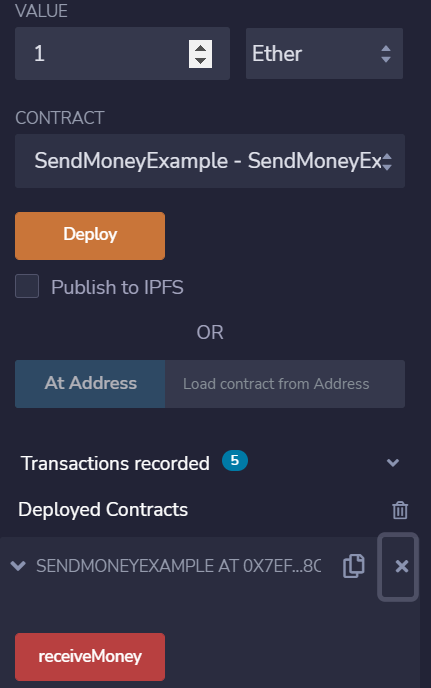 VALUE
1
Ether
CONTRACT
SendMoneyExample - SendMoneyEx
Deploy
Publish to IPFS
OR
At Address
Load contract from Address
Transactions recorded 5
Deployed Contracts
SENDMONEYEXAMPLE AT 0X7EF...8C
receiveMoney